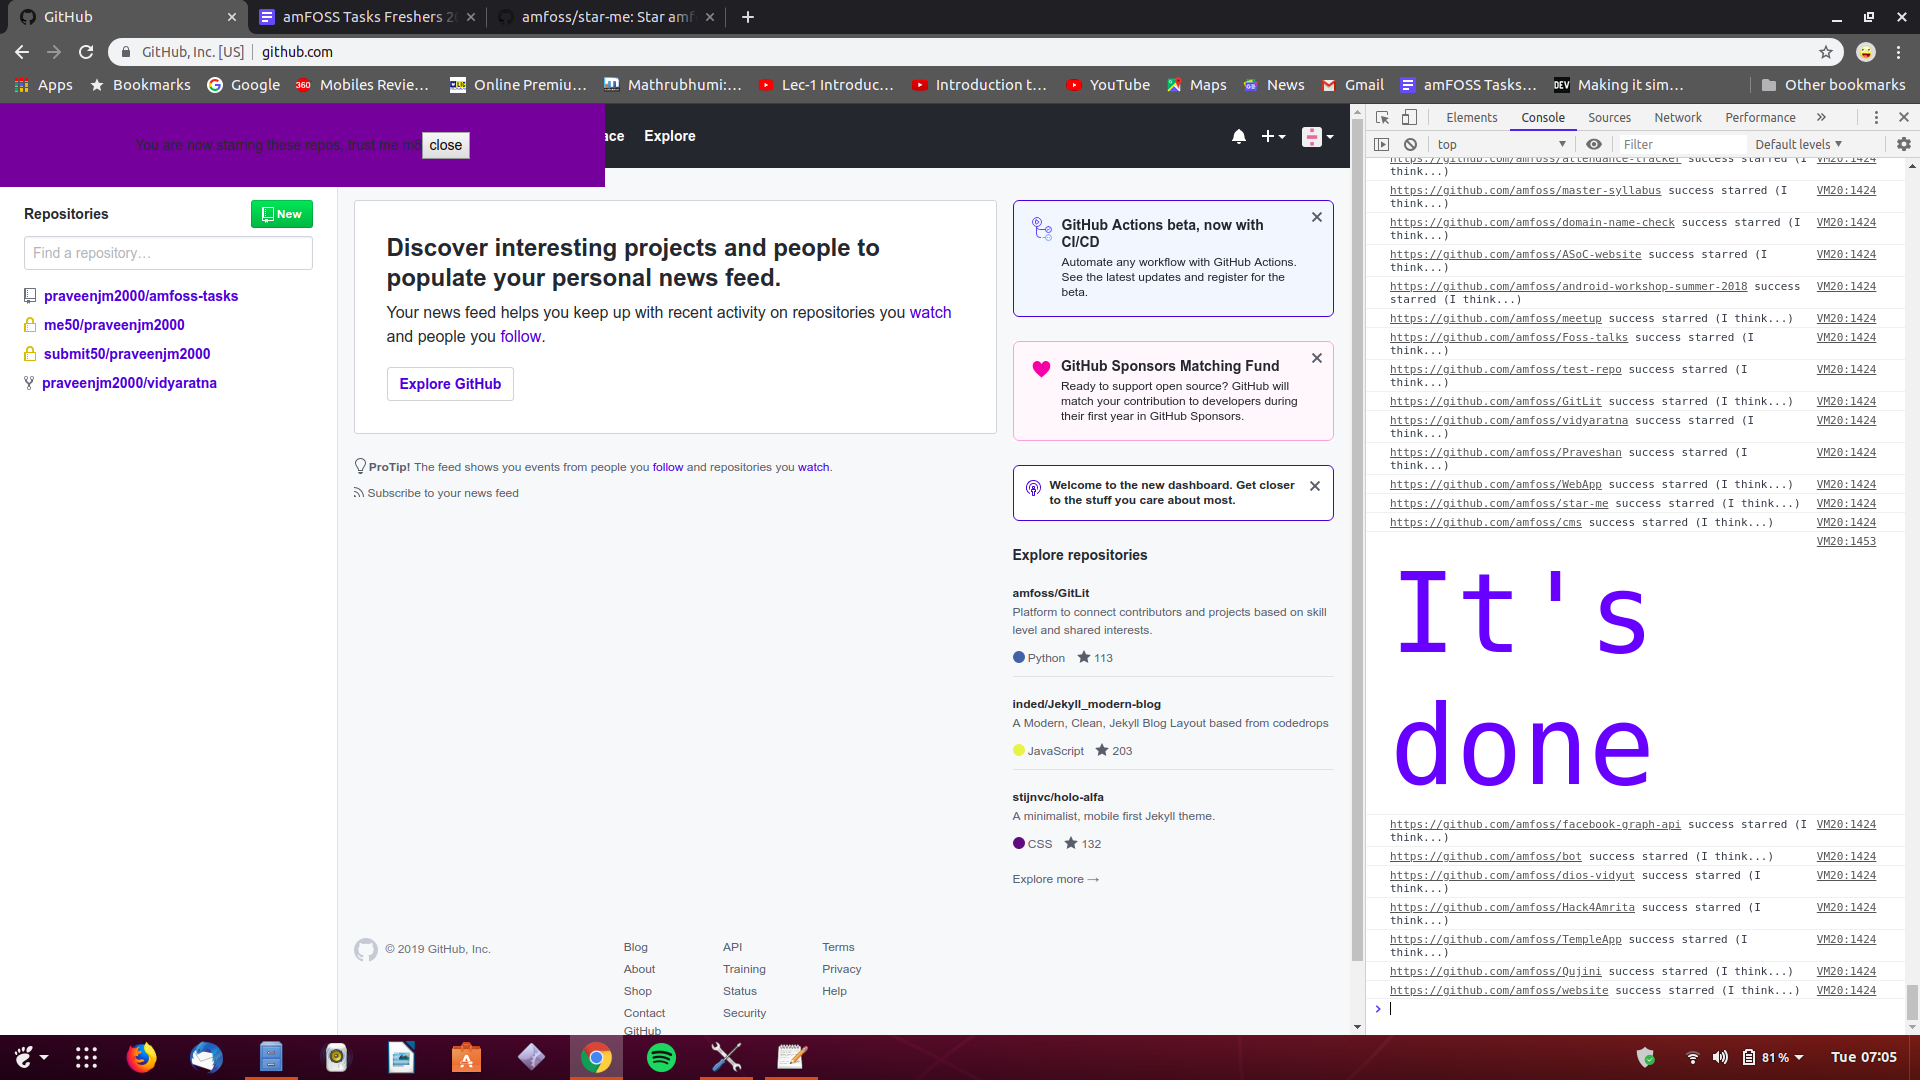 GitHub
amFOSS Tasks Freshers 20
amfoss/star-me: Star amf
GitHub, Inc. [US]
github.com
Apps
Bookmarks
Google
Mobiles Revie...
Online Premiu...
Mathrubhumi:...
Lec-1 Introduc...
Introduction t...
YouTube
Maps
News
Gmail
amFOSS Tasks...
Making it sim...
Other bookmarks
You are now starring these repos, trust me m8
close
ace
Explore
Repositories
New
Find a repository…
praveenjm2000/amfoss-tasks
me50/praveenjm2000
submit50/praveenjm2000
praveenjm2000/vidyaratna
Discover interesting projects and people to
populate your personal news feed.
Your news feed helps you keep up with recent activity on repositories you watch
and people you follow.
Explore GitHub
ProTip! The feed shows you events from people you follow and repositories you watch.
Subscribe to your news feed
GitHub Actions beta, now with
CI/CD
Automate any workflow with GitHub Actions.
See the latest updates and register for the
beta.
GitHub Sponsors Matching Fund
Ready to support open source? GitHub will
match your contribution to developers during
their first year in GitHub Sponsors.
Welcome to the new dashboard. Get closer
to the stuff you care about most.
Explore repositories
amfoss/GitLit
Platform to connect contributors and projects based on skill
level and shared interests.
Python 113
inded/Jekyll_modern-blog
A Modern, Clean, Jekyll Blog Layout based from codedrops
JavaScript 203
stijnvc/holo-alfa
A minimalist, mobile first Jekyll theme.
CSS 132
Explore more →
© 2019 GitHub, Inc.
Blog
About
Shop
Contact
GitHub
API
Training
Status
Security
Terms
Privacy
Help
Elements
Console
Sources
Network
Performance
»
top
Filter
Default levels
https://github.com/amfoss/attendance-tracker success starred (I VM20:1424
think...)
https://github.com/amfoss/master-syllabus success starred (I VM20:1424
think...)
https://github.com/amfoss/domain-name-check success starred (I VM20:1424
think...)
https://github.com/amfoss/ASoC-website success starred (I VM20:1424
think...)
https://github.com/amfoss/android-workshop-summer-2018 success VM20:1424
starred (I think...)
https://github.com/amfoss/meetup success starred (I think...) VM20:1424
https://github.com/amfoss/Foss-talks success starred (I VM20:1424
think...)
https://github.com/amfoss/test-repo success starred (I VM20:1424
think...)
https://github.com/amfoss/GitLit success starred (I think...) VM20:1424
https://github.com/amfoss/vidyaratna success starred (I VM20:1424
think...)
https://github.com/amfoss/Praveshan success starred (I VM20:1424
think...)
https://github.com/amfoss/WebApp success starred (I think...) VM20:1424
https://github.com/amfoss/star-me success starred (I think...) VM20:1424
https://github.com/amfoss/cms success starred (I think...) VM20:1424
VM20:1453
It's
done
https://github.com/amfoss/facebook-graph-api success starred (I VM20:1424
think...)
https://github.com/amfoss/bot success starred (I think...) VM20:1424
https://github.com/amfoss/dios-vidyut success starred (I VM20:1424
think...)
https://github.com/amfoss/Hack4Amrita success starred (I VM20:1424
think...)
https://github.com/amfoss/TempleApp success starred (I VM20:1424
think...)
https://github.com/amfoss/Qujini success starred (I think...) VM20:1424
https://github.com/amfoss/website success starred (I think...) VM20:1424
81 %
Tue 07:05